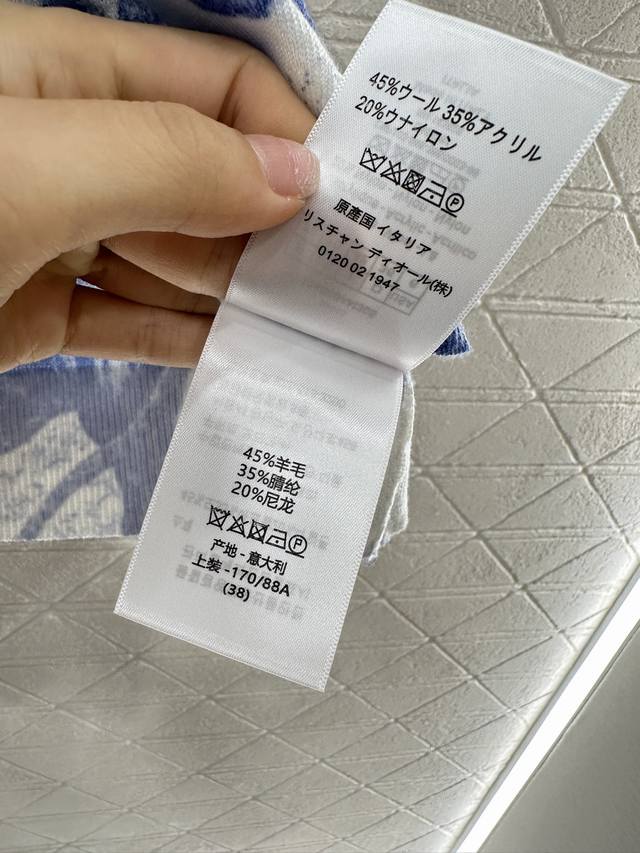 45%ウール 35%アクリル
20%ウナイロン
原産国 イタリア
リスチャン ディオール(株)
0120 02 1947
45%羊毛
35%腈纶
20%尼龙
P
产地 - 意大利
上装 -170/88A
(38)